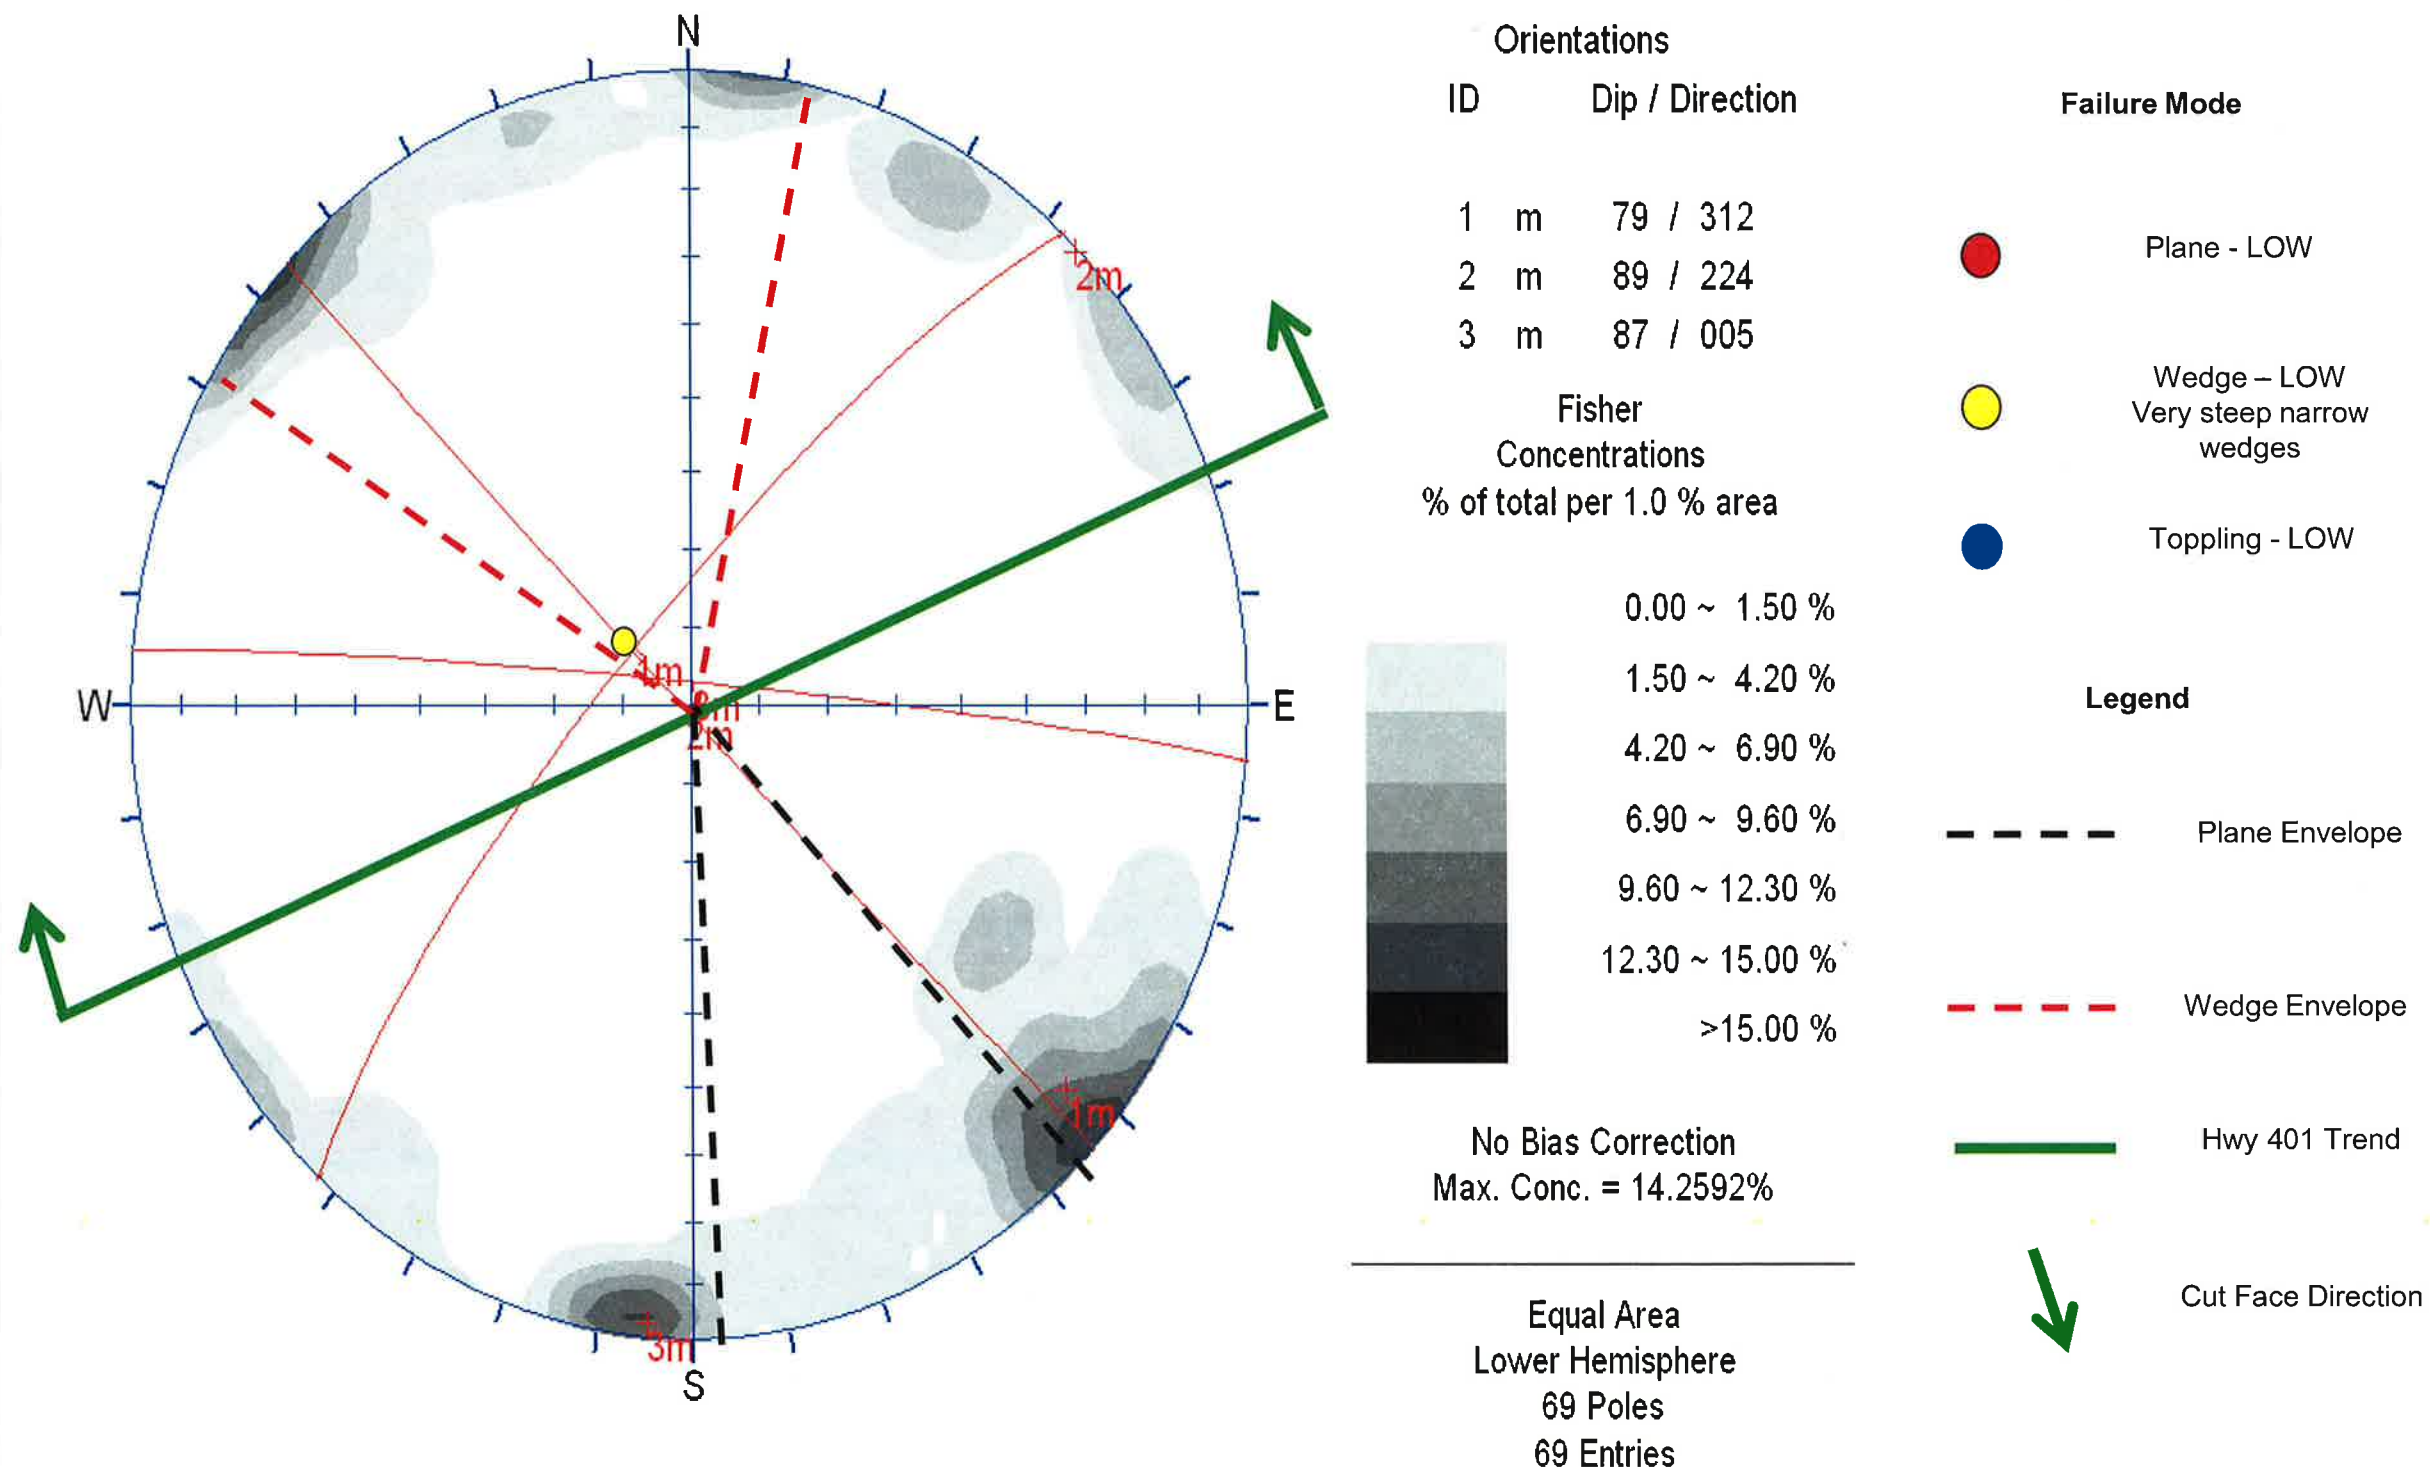 N
W
E
S
2m
1m
3m
2m
1m
3m
Orientations
ID Dip / Direction
1 m 79 / 312
2 m 89 / 224
3 m 87 / 005
Fisher
Concentrations
% of total per 1.0 % area
0.00 ~ 1.50 %
1.50 ~ 4.20 %
4.20 ~ 6.90 %
6.90 ~ 9.60 %
9.60 ~ 12.30 %
12.30 ~ 15.00 %
>15.00 %
No Bias Correction
Max. Conc. = 14.2592%
Equal Area
Lower Hemisphere
69 Poles
69 Entries
Failure Mode
Plane - LOW
Wedge – LOW
Very steep narrow
wedges
Toppling - LOW
Legend
Plane Envelope
Wedge Envelope
Hwy 401 Trend
Cut Face Direction